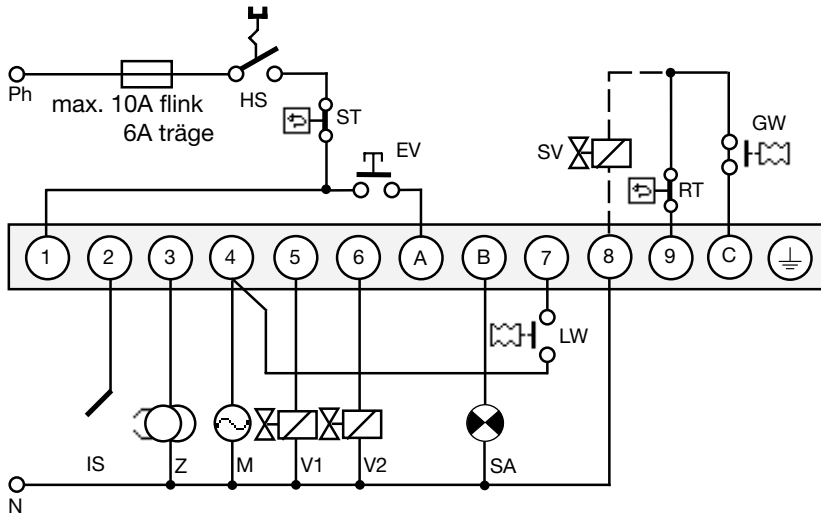 Ph
max. 10A flink
6A träge
HS
ST
EV
SV
GW
RT
1 2 3 4 5 6 A B 7 8 9 C
LW
IS Z M V1 V2 SA
N